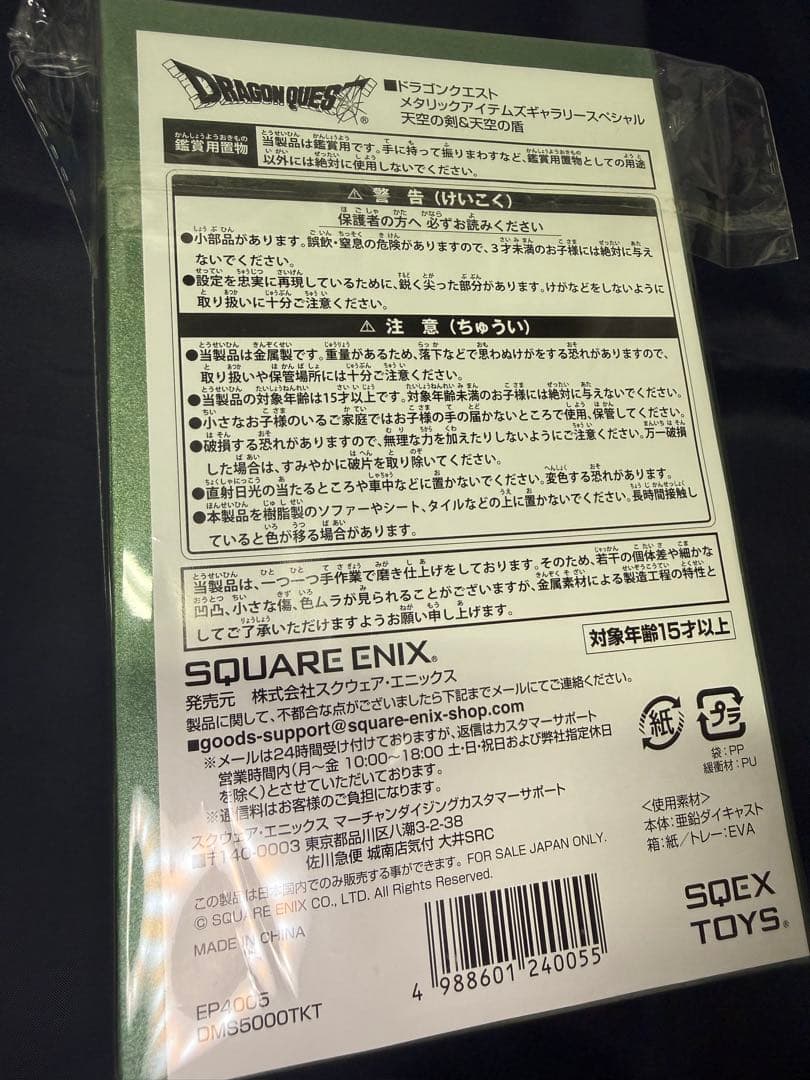 DRAGON QUEST®
■ドラゴンクエスト
メタリックアイテムズギャラリースペシャル
天空の剣&天空の盾
鑑賞用置物
当製品は鑑賞用です。手に持って振りまわすなど、鑑賞用置物としての用途
以外には絶対に使用しないでください。
⚠ 警告(けいこく)
保護者の方へ 必ずお読みください
●小部品があります。誤飲・窒息の危険がありますので、3才未満のお子様には絶対に与え
ないでください。
●設定を忠実に再現しているために、鋭く尖った部分があります。けがなどをしないように
取り扱いに十分ご注意ください。
⚠ 注意(ちゅうい)
●当製品は金属製です。重量があるため、落下などで思わぬけがをする恐れがありますので、
取り扱いや保管場所には十分ご注意ください。
●当製品の対象年齢は15才以上です。対象年齢未満のお子様には絶対に与えないでください。
●小さなお子様のいるご家庭ではお子様の手の届かないところで使用、保管してください。
●破損する恐れがありますので、無理な力を加えたりしないようにご注意ください。万一破損
した場合は、すみやかに破片を取り除いてください。
●直射日光の当たるところや車中などに置かないでください。変色する恐れがあります。
●本製品を樹脂製のソファーやシート、タイルなどの上に置かないでください。長時間接触し
ていると色が移る場合があります。
当製品は、一つ一つ手作業で磨き仕上げをしております。そのため、若干の個体差や細かな
凹凸、小さな傷、色ムラが見られることがございますが、金属素材による製造工程の特性と
してご了承いただけますようお願い申し上げます。
対象年齢15才以上
SQUARE ENIX®
発売元 株式会社スクウェア・エニックス
製品に関して、不都合な点がございましたら下記までメールにてご連絡ください。
■goods-support@square-enix-shop.com
※メールは24時間受け付けておりますが、返信はカスタマーサポート
営業時間内(月〜金 10:00〜18:00 土・日・祝日および弊社指定休日
を除く)とさせていただいております。
※通信料はお客様のご負担になります。
スクウェア・エニックス マーチャンダイジングカスタマーサポート
■〒140-0003 東京都品川区八潮3-2-38
佐川急便 城南店気付 大井SRC
この製品は日本国内でのみ販売する事ができます。FOR SALE JAPAN ONLY.
© SQUARE ENIX CO., LTD. All Rights Reserved.
MADE IN CHINA
EP4005
DMS5000TKT
4 988601 240055
紙
プラ
袋:PP
緩衝材:PU
<使用素材>
本体:亜鉛ダイキャスト
箱:紙/トレー:EVA
SQEX
TOYS®